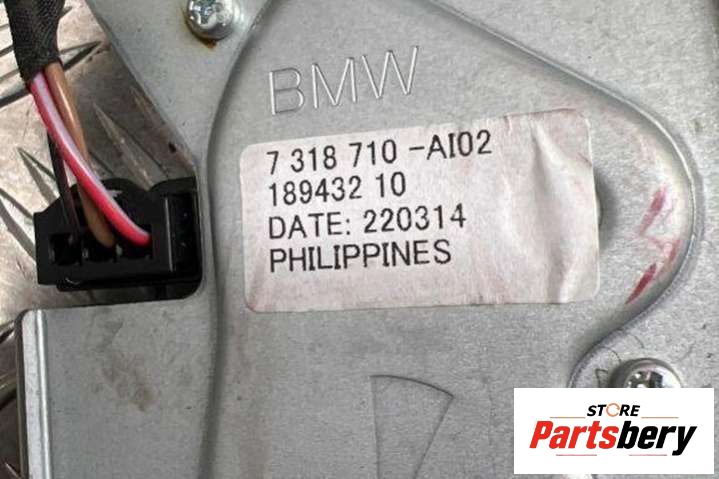 BMW
7 318 710 -AI02
189432 10
DATE: 220314
PHILIPPINES
STORE
Partsbery